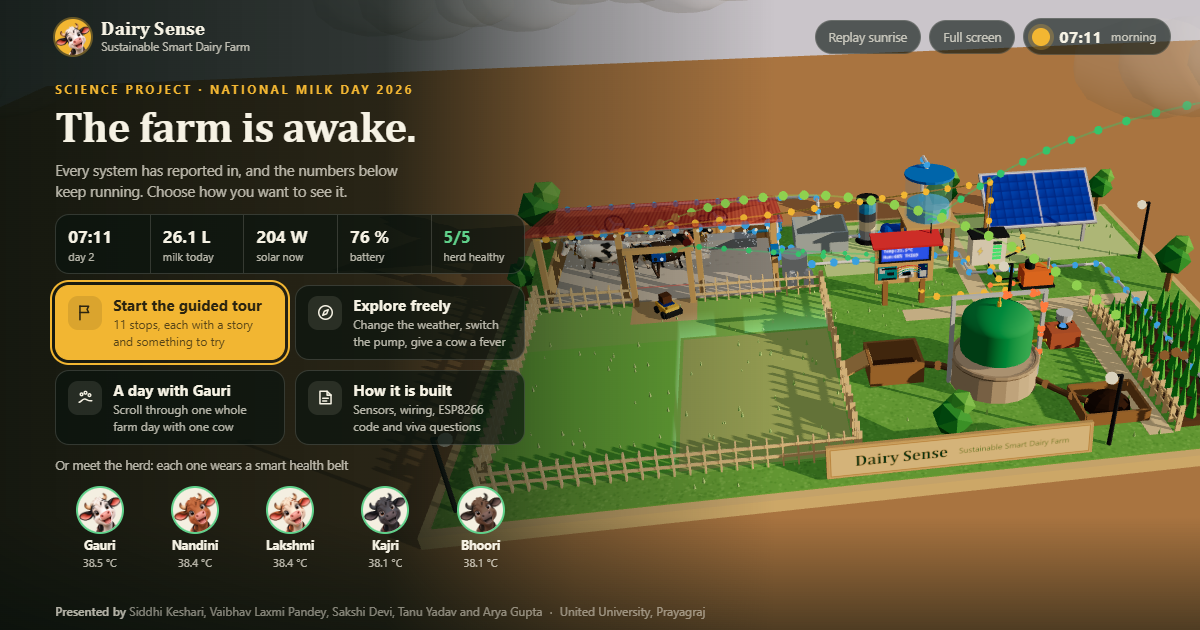 Dairy Sense
Sustainable Smart Dairy Farm
Replay sunrise
Full screen
07:11 morning
SCIENCE PROJECT · NATIONAL MILK DAY 2026
The farm is awake.
Every system has reported in, and the numbers below
keep running. Choose how you want to see it.
07:11
day 2
26.1 L
milk today
204 W
solar now
76 %
battery
5/5
herd healthy
Start the guided tour
11 stops, each with a story
and something to try
Explore freely
Change the weather, switch
the pump, give a cow a fever
A day with Gauri
Scroll through one whole
farm day with one cow
How it is built
Sensors, wiring, ESP8266
code and viva questions
Dairy Sense Sustainable Smart Dairy Farm
Or meet the herd: each one wears a smart health belt
Gauri
38.5 °C
Nandini
38.4 °C
Lakshmi
38.4 °C
Kajri
38.1 °C
Bhoori
38.1 °C
Presented by Siddhi Keshari, Vaibhav Laxmi Pandey, Sakshi Devi, Tanu Yadav and Arya Gupta · United University, Prayagraj